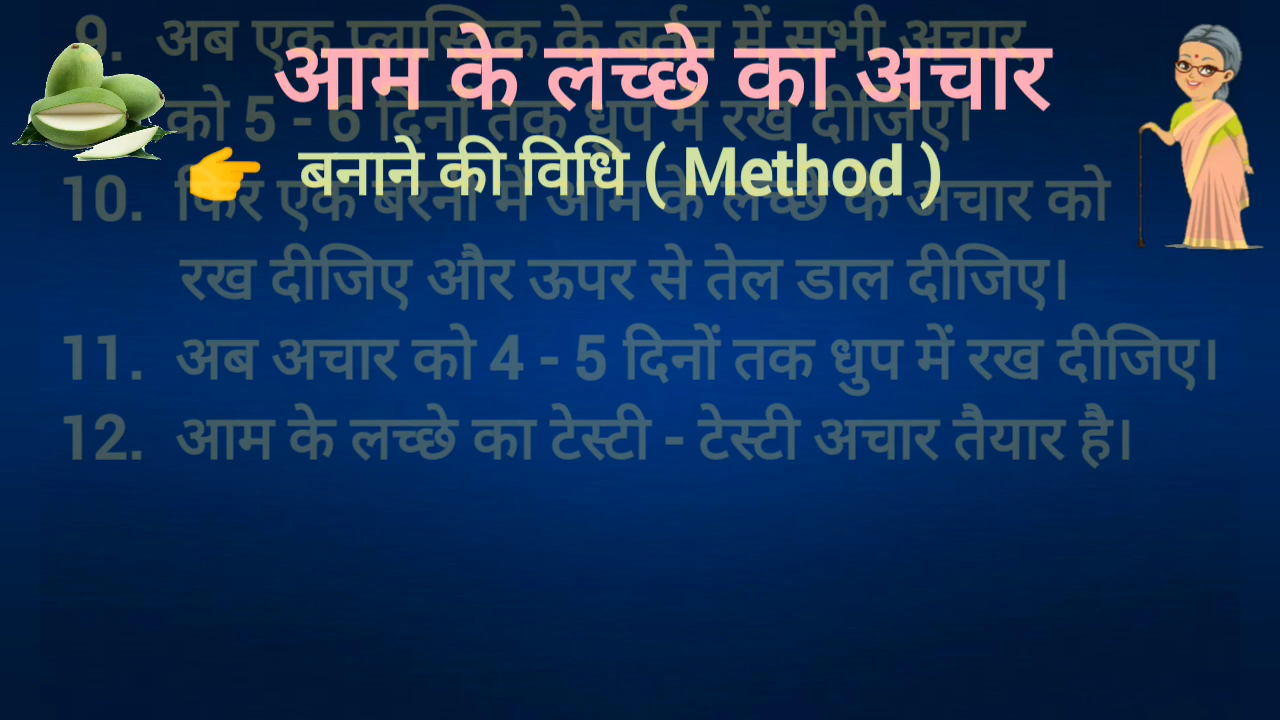 आम के लच्छे का अचार
बनाने की विधि ( Method )
9. अब एक प्लास्टिक के बर्तन में सभी अचार
को 5 - 6 दिनों तक धुप में रख दीजिए।
10. फिर एक बरनी में आम के लच्छे के अचार को
रख दीजिए और ऊपर से तेल डाल दीजिए।
11. अब अचार को 4 - 5 दिनों तक धुप में रख दीजिए।
12. आम के लच्छे का टेस्टी - टेस्टी अचार तैयार है।